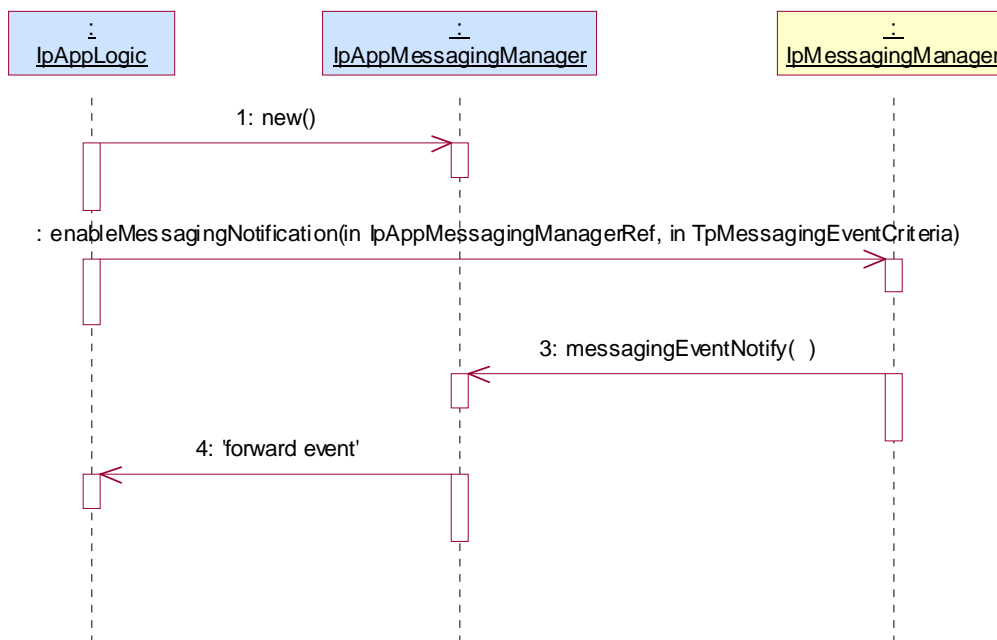 :
IpAppLogic
:
IpAppMessagingManager
:
IpMessagingManager
1: new()
: enableMessagingNotification(in IpAppMessagingManagerRef, in TpMessagingEventCriteria)
3: messagingEventNotify( )
4: 'forward event'